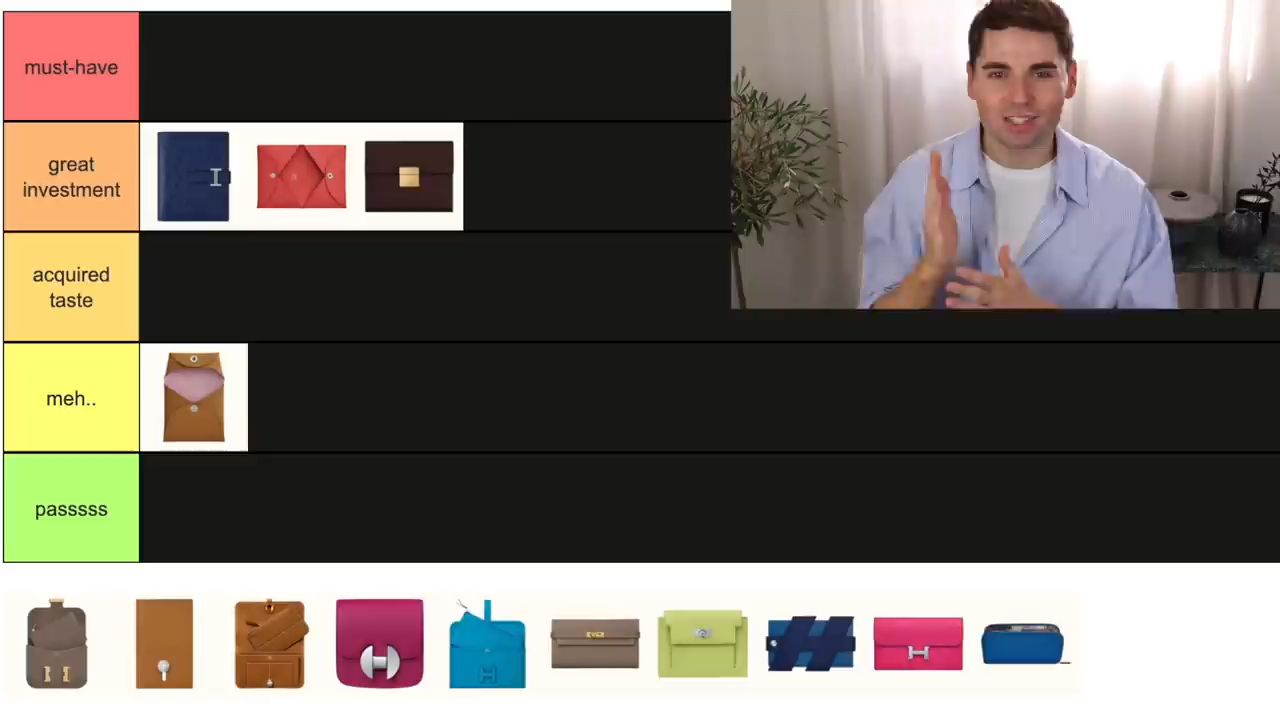 must-have
great
investment
acquired
taste
meh..
passsss